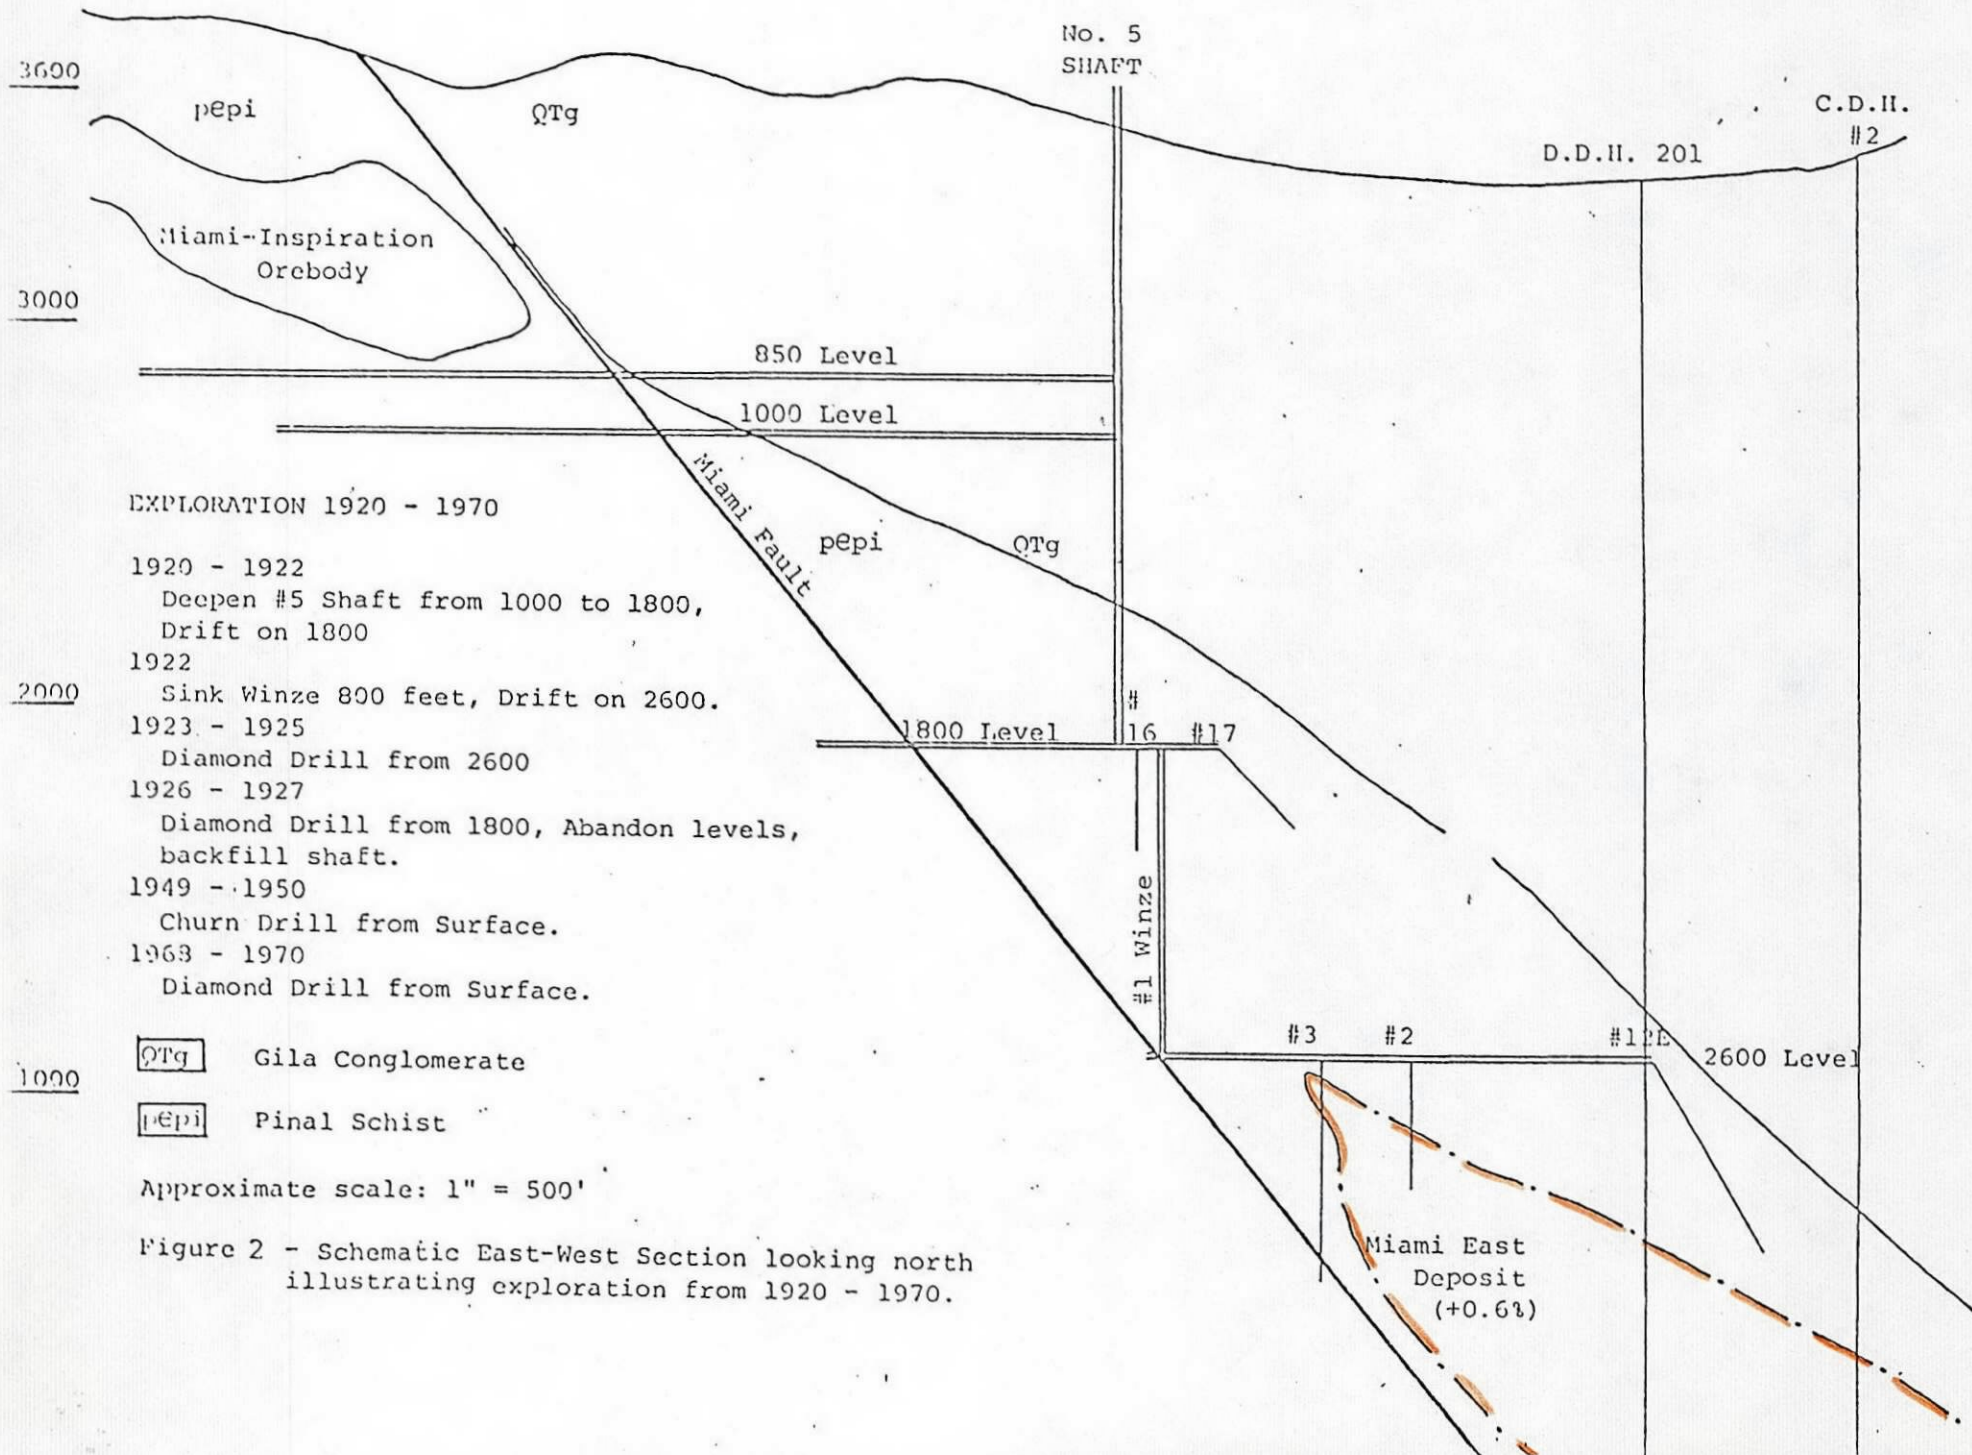 No. 5
SHAFT
C.D.H.
#2
D.D.H. 201
3600
pєpi
QTg
Miami-Inspiration
Orebody
3000
850 Level
1000 Level
Miami Fault
pєpi
QTg
EXPLORATION 1920 - 1970
1920 - 1922
Deepen #5 Shaft from 1000 to 1800,
Drift on 1800
1922
Sink Winze 800 feet, Drift on 2600.
1923 - 1925
Diamond Drill from 2600
1926 - 1927
Diamond Drill from 1800, Abandon levels,
backfill shaft.
1949 - 1950
Churn Drill from Surface.
1968 - 1970
Diamond Drill from Surface.
2000
1800 Level
#
16
#17
#1 Winze
#3
#2
#12E
2600 Level
1000
QTg Gila Conglomerate
pєpi Pinal Schist
Approximate scale: 1" = 500'
Figure 2 - Schematic East-West Section looking north
illustrating exploration from 1920 - 1970.
Miami East
Deposit
(+0.6%)